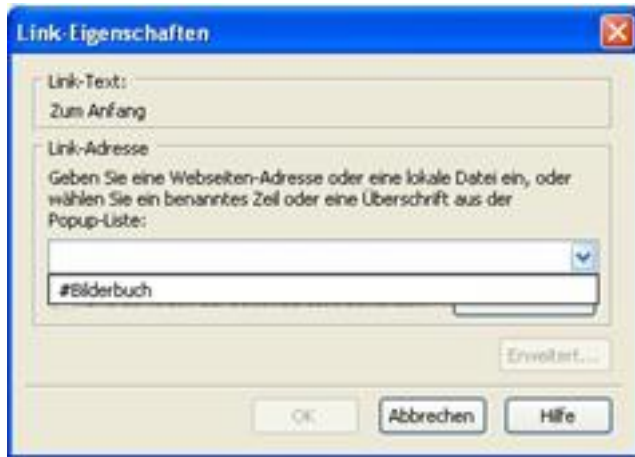 Link-Eigenschaften
Link-Text:
Zum Anfang
Link-Adresse
Geben Sie eine Webseiten-Adresse oder eine lokale Datei ein, oder
wählen Sie ein benanntes Zeil oder eine Überschrift aus der
Popup-Liste:
#Bilderbuch
Erweitert...
OK
Abbrechen
Hilfe